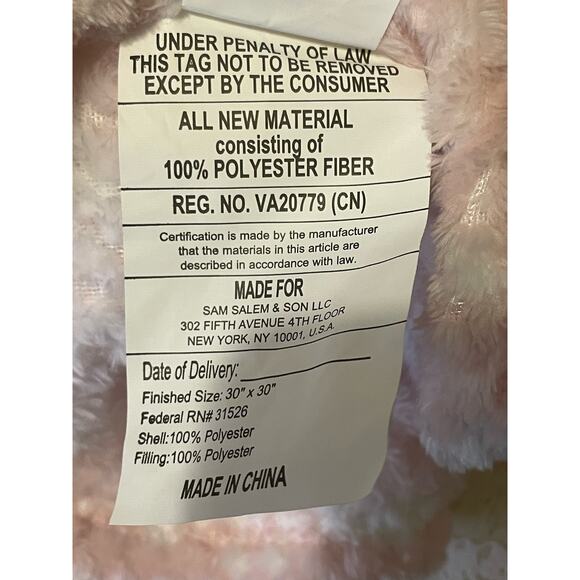 UNDER PENALTY OF LAW
THIS TAG NOT TO BE REMOVED
EXCEPT BY THE CONSUMER
ALL NEW MATERIAL
consisting of
100% POLYESTER FIBER
REG. NO. VA20779 (CN)
Certification is made by the manufacturer
that the materials in this article are
described in accordance with law.
MADE FOR
SAM SALEM & SON LLC
302 FIFTH AVENUE 4TH FLOOR
NEW YORK, NY 10001, U.S.A.
Date of Delivery:
Finished Size: 30" x 30"
Federal RN# 31526
Shell:100% Polyester
Filling:100% Polyester
MADE IN CHINA